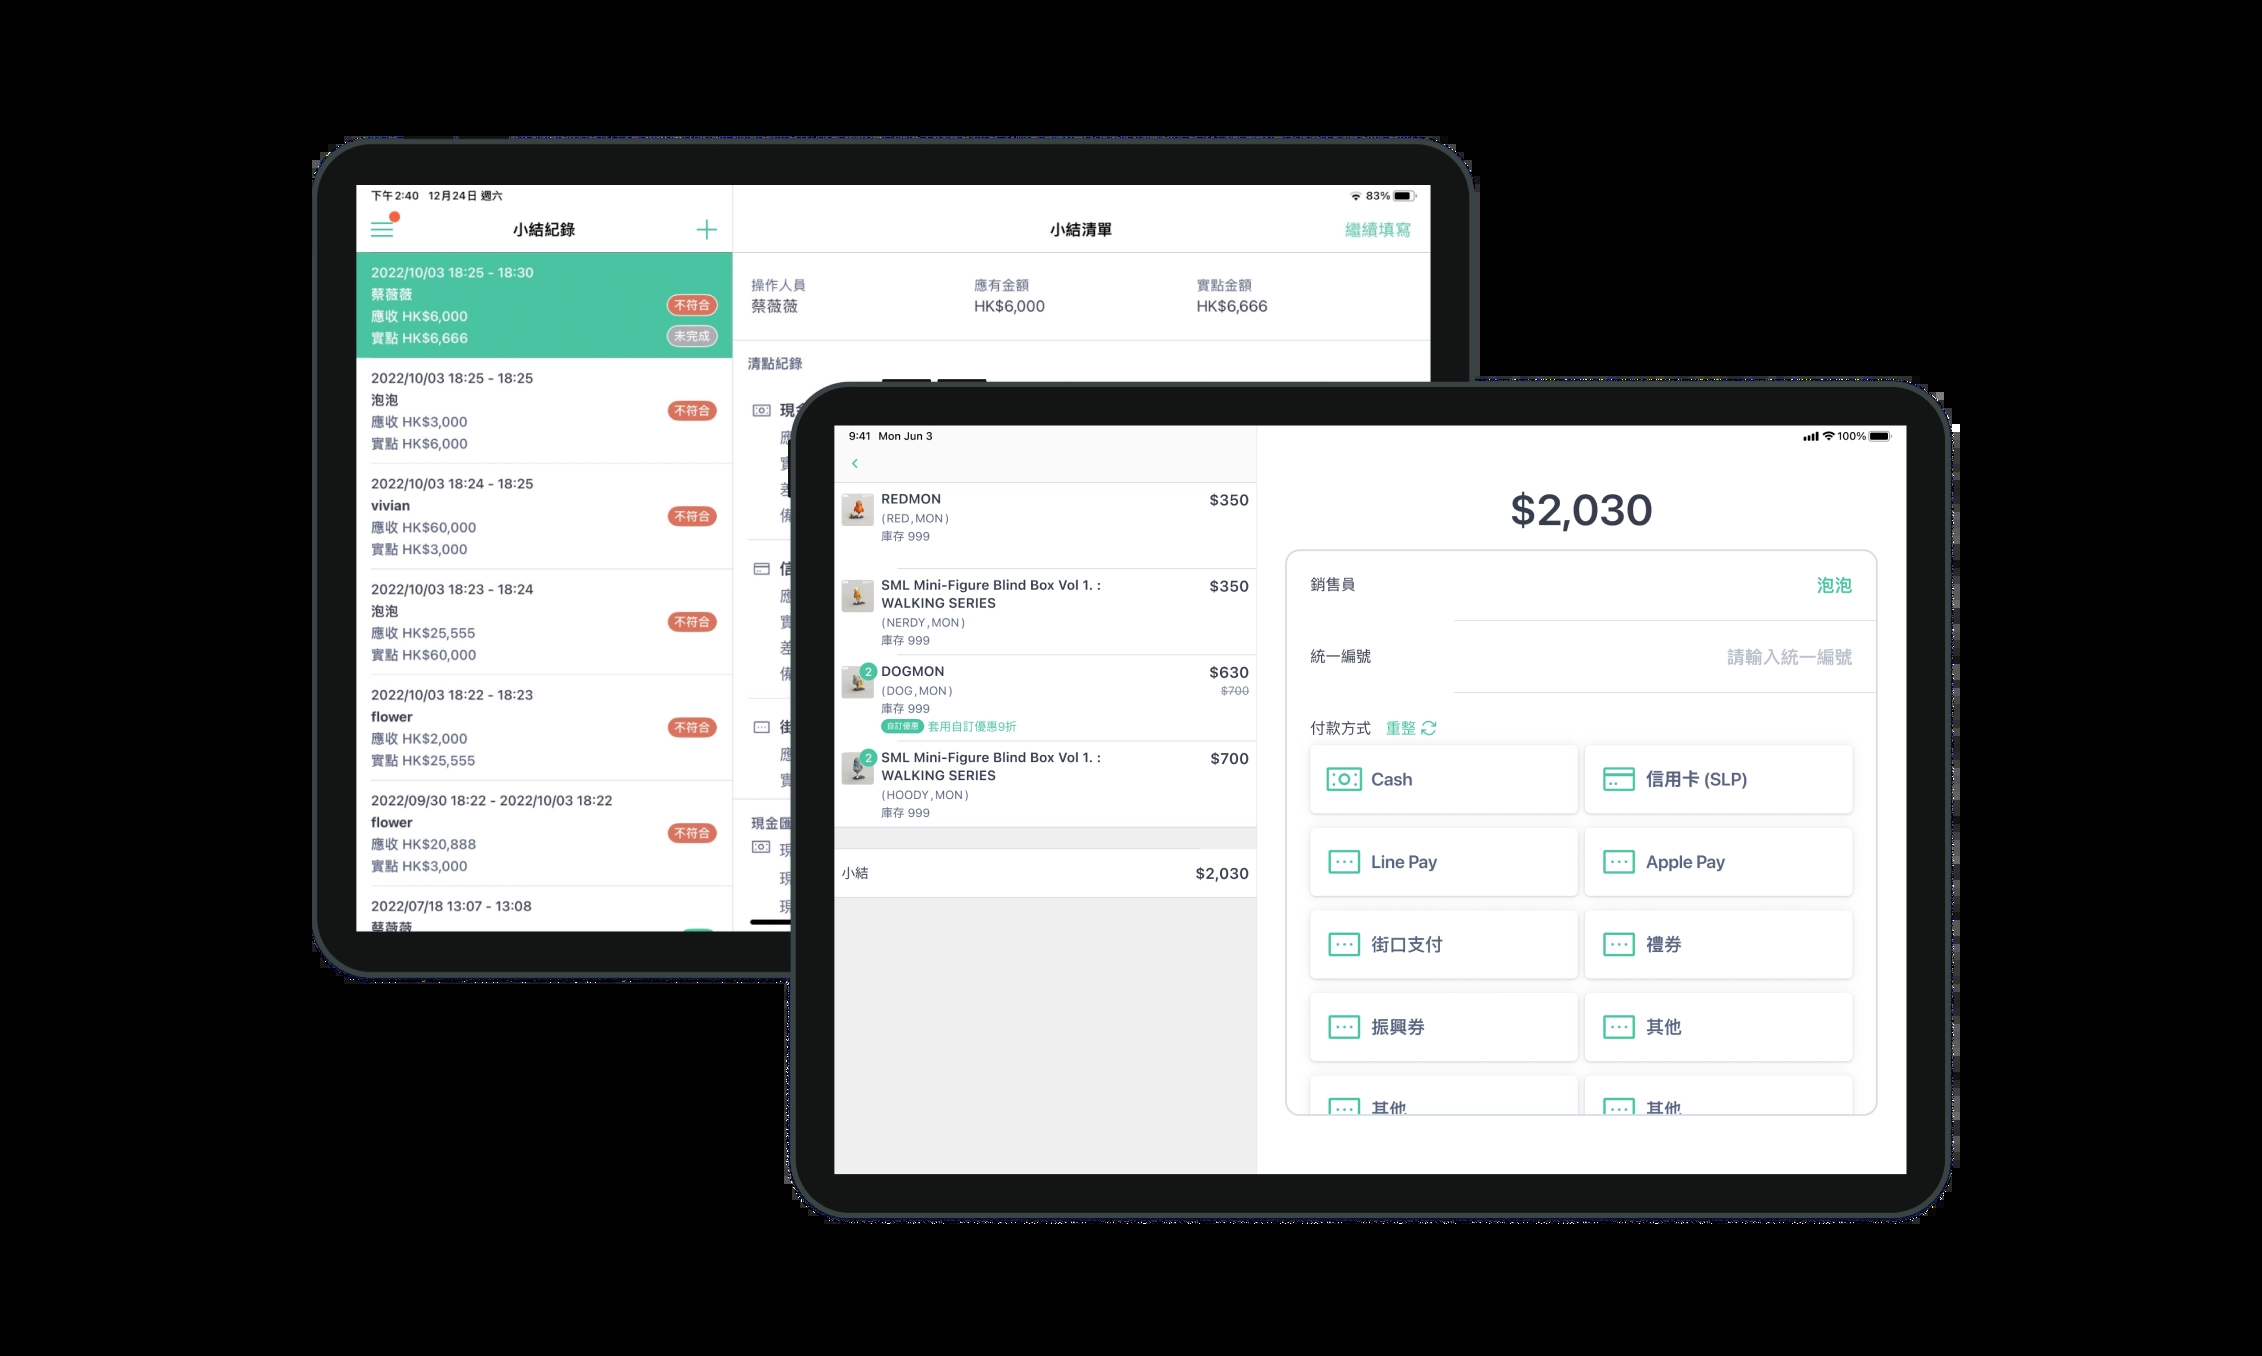 下午2:40 12月24日 週六
83%
小結紀錄
小結清單
繼續填寫
2022/10/03 18:25 - 18:30
蔡薇薇
應收 HK$6,000
實點 HK$6,666
不符合
未完成
2022/10/03 18:25 - 18:25
泡泡
應收 HK$3,000
實點 HK$6,000
不符合
2022/10/03 18:24 - 18:25
vivian
應收 HK$60,000
實點 HK$3,000
不符合
2022/10/03 18:23 - 18:24
泡泡
應收 HK$25,555
實點 HK$60,000
不符合
2022/10/03 18:22 - 18:23
flower
應收 HK$2,000
實點 HK$25,555
不符合
2022/09/30 18:22 - 2022/10/03 18:22
flower
應收 HK$20,888
實點 HK$3,000
不符合
2022/07/18 13:07 - 13:08
蔡薇薇
操作人員
蔡薇薇
應有金額
HK$6,000
實點金額
HK$6,666
清點紀錄
現
信
街
現金匯
現
現
現
9:41 Mon Jun 3
100%
REDMON
$350
(RED,MON)
庫存 999
SML Mini-Figure Blind Box Vol 1. :
WALKING SERIES
$350
(NERDY,MON)
庫存 999
2
DOGMON
$630
(DOG,MON)
$700
庫存 999
自訂優惠 套用自訂優惠9折
2
SML Mini-Figure Blind Box Vol 1. :
WALKING SERIES
$700
(HOODY,MON)
庫存 999
小結
$2,030
$2,030
銷售員
泡泡
統一編號
請輸入統一編號
付款方式 重整
Cash
信用卡 (SLP)
Line Pay
Apple Pay
街口支付
禮券
振興券
其他
其他
其他